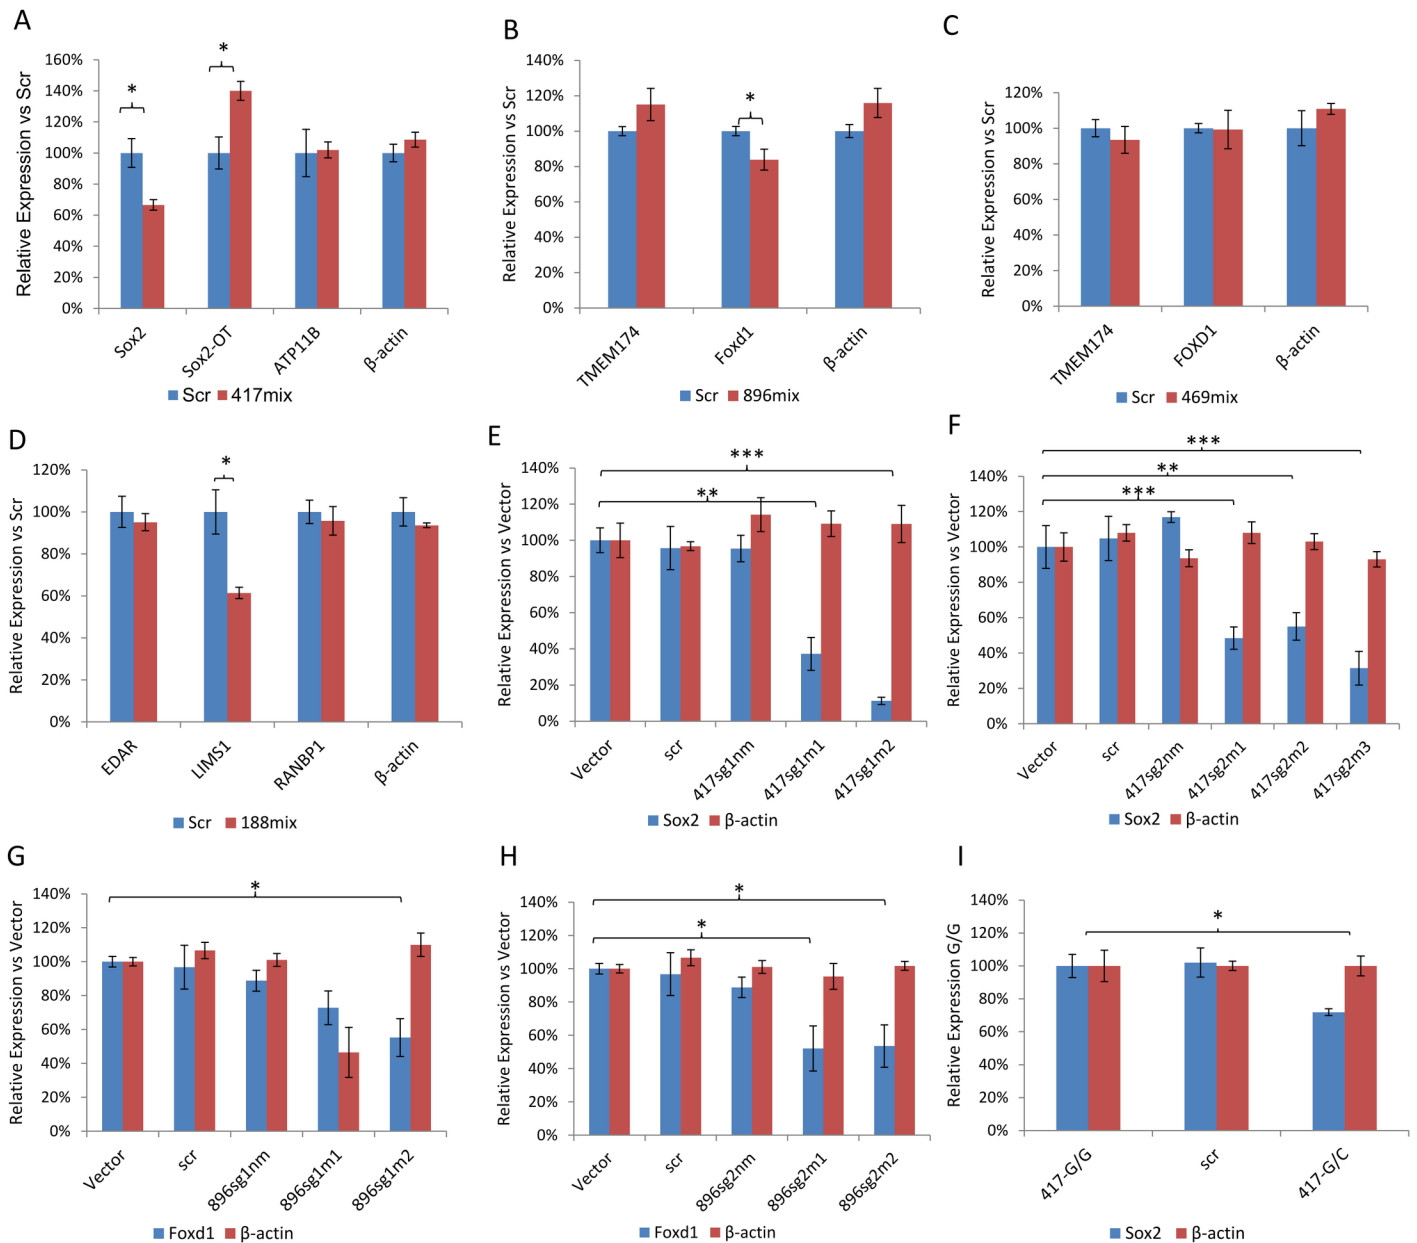 A
*
*
Relative Expression vs Scr
160%
140%
120%
100%
80%
60%
40%
20%
0%
Sox2
Sox2-OT
ATP11B
β-actin
Scr 417mix
B
*
Relative Expression vs Scr
140%
120%
100%
80%
60%
40%
20%
0%
TMEM174
Foxd1
β-actin
Scr 896mix
C
Relative Expression vs Scr
120%
100%
80%
60%
40%
20%
0%
TMEM174
FOXD1
β-actin
Scr 469mix
D
*
Relative Expression vs Scr
120%
100%
80%
60%
40%
20%
0%
EDAR
LIMS1
RANBP1
β-actin
Scr 188mix
E
***
**
Relative Expression vs Vector
140%
120%
100%
80%
60%
40%
20%
0%
Vector
scr
417sg1nm
417sg1m1
417sg1m2
Sox2 β-actin
F
***
**
***
Relative Expression vs Vector
140%
120%
100%
80%
60%
40%
20%
0%
Vector
scr
417sg2nm
417sg2m1
417sg2m2
417sg2m3
Sox2 β-actin
G
*
Relative Expression vs Vector
140%
120%
100%
80%
60%
40%
20%
0%
Vector
scr
896sg1nm
896sg1m1
896sg1m2
Foxd1 β-actin
H
*
*
Relative Expression vs Vector
140%
120%
100%
80%
60%
40%
20%
0%
Vector
scr
896sg2nm
896sg2m1
896sg2m2
Foxd1 β-actin
I
*
Relative Expression G/G
140%
120%
100%
80%
60%
40%
20%
0%
417-G/G
scr
417-G/C
Sox2 β-actin